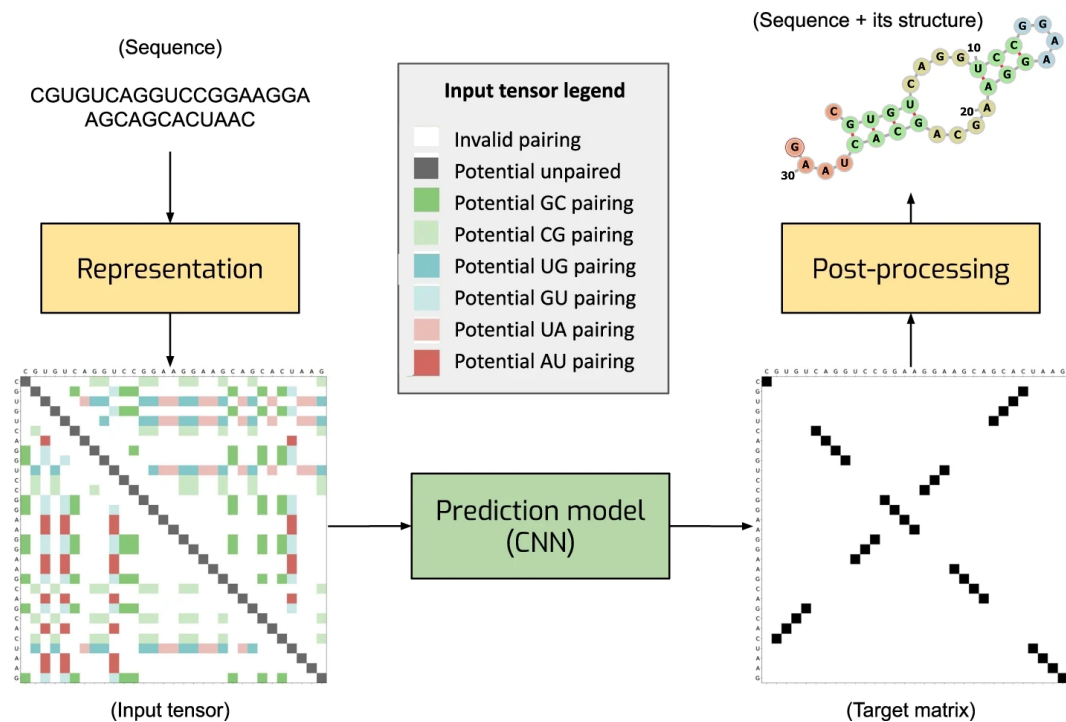 (Sequence)
CGUGUCAGGUCCGGAAGGA
AGCAGCACUAAC
Representation
C G U G U C A G G U C C G G A A G G A A G C A G C A C U A A G
C G U G U C A G G U C C G G A A G G A A G C A G C A C U A A G
(Input tensor)
Input tensor legend
Invalid pairing
Potential unpaired
Potential GC pairing
Potential CG pairing
Potential UG pairing
Potential GU pairing
Potential UA pairing
Potential AU pairing
Prediction model
(CNN)
(Sequence + its structure)
C G U G U C A G G U C C G G A A G G A A G C A G C A C U A A G
10
20
30
Post-processing
C G U G U C A G G U C C G G A A G G A A G C A G C A C U A A G
C G U G U C A G G U C C G G A A G G A A G C A G C A C U A A G
(Target matrix)